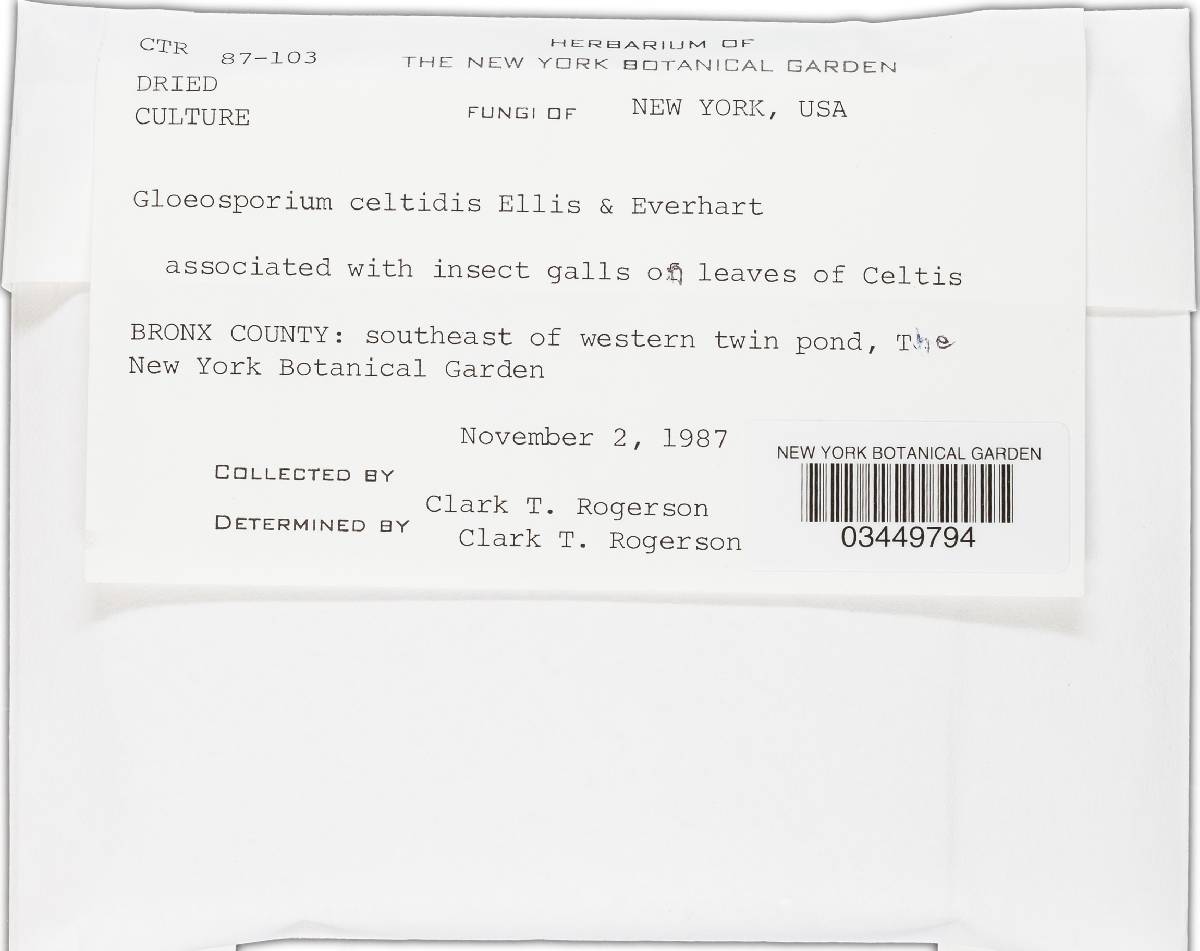 CTR 87-103
DRIED
CULTURE
HERBARIUM OF
THE NEW YORK BOTANICAL GARDEN
FUNGI OF NEW YORK, USA
Gloeosporium celtidis Ellis & Everhart
associated with insect galls on leaves of Celtis
BRONX COUNTY: southeast of western twin pond, The
New York Botanical Garden
November 2, 1987
COLLECTED BY
Clark T. Rogerson
DETERMINED BY
Clark T. Rogerson
NEW YORK BOTANICAL GARDEN
03449794